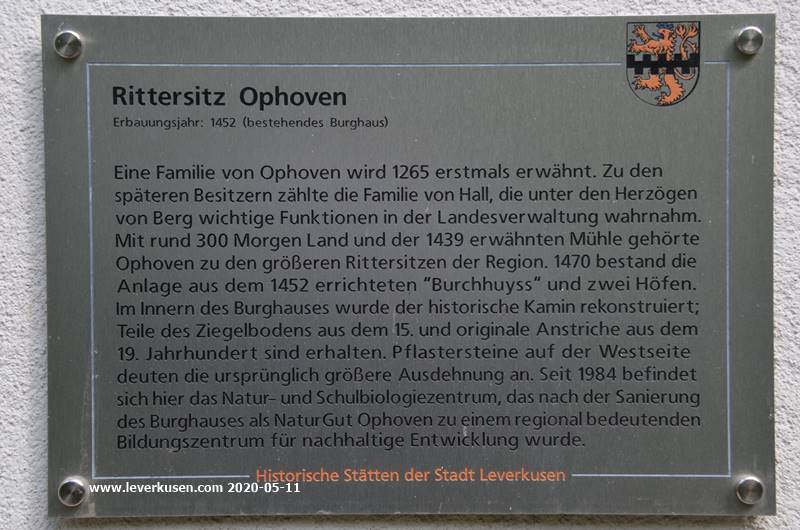 Rittersitz Ophoven
Erbauungsjahr: 1452 (bestehendes Burghaus)
Eine Familie von Ophoven wird 1265 erstmals erwähnt. Zu den
späteren Besitzern zählte die Familie von Hall, die unter den Herzögen
von Berg wichtige Funktionen in der Landesverwaltung wahrnahm.
Mit rund 300 Morgen Land und der 1439 erwähnten Mühle gehörte
Ophoven zu den größeren Rittersitzen der Region. 1470 bestand die
Anlage aus dem 1452 errichteten "Burchhuyss" und zwei Höfen.
Im Innern des Burghauses wurde der historische Kamin rekonstruiert;
Teile des Ziegelbodens aus dem 15. und originale Anstriche aus dem
19. Jahrhundert sind erhalten. Pflastersteine auf der Westseite
deuten die ursprünglich größere Ausdehnung an. Seit 1984 befindet
sich hier das Natur- und Schulbiologiezentrum, das nach der Sanierung
des Burghauses als NaturGut Ophoven zu einem regional bedeutenden
Bildungszentrum für nachhaltige Entwicklung wurde.
Historische Stätten der Stadt Leverkusen
www.leverkusen.com 2020-05-11